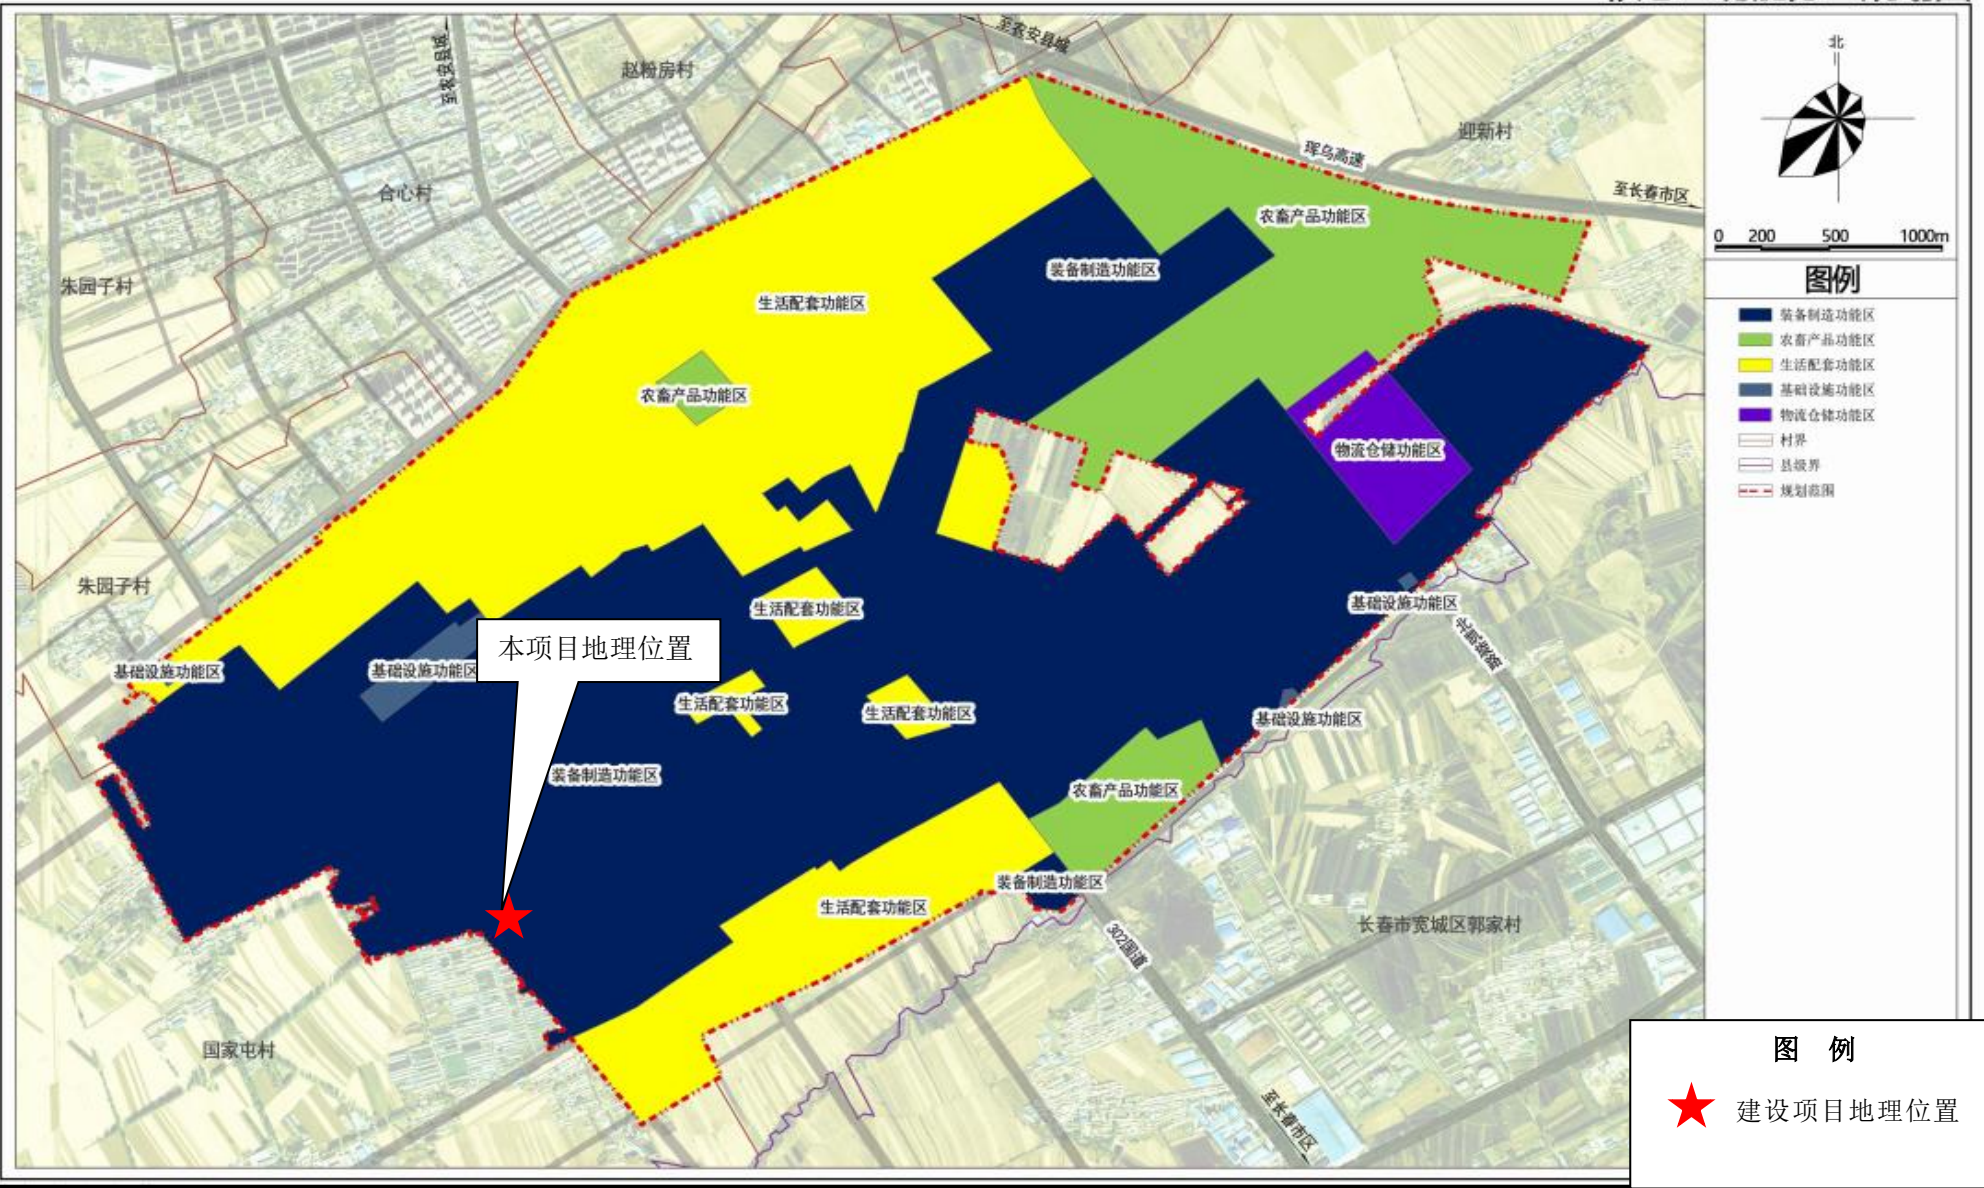 至农安县城
至农安县城
赵粉房村
迎新村
珲乌高速
至长春市区
合心村
朱园子村
农畜产品功能区
装备制造功能区
生活配套功能区
农畜产品功能区
物流仓储功能区
朱园子村
生活配套功能区
基础设施功能区
北凯旋路
基础设施功能区
基础设施功能区
本项目地理位置
生活配套功能区
生活配套功能区
基础设施功能区
装备制造功能区
农畜产品功能区
装备制造功能区
生活配套功能区
302国道
长春市宽城区郭家村
国家屯村
至长春市区
北
0 200 500 1000m
图例
装备制造功能区
农畜产品功能区
生活配套功能区
基础设施功能区
物流仓储功能区
村界
县级界
规划范围
图 例
建设项目地理位置